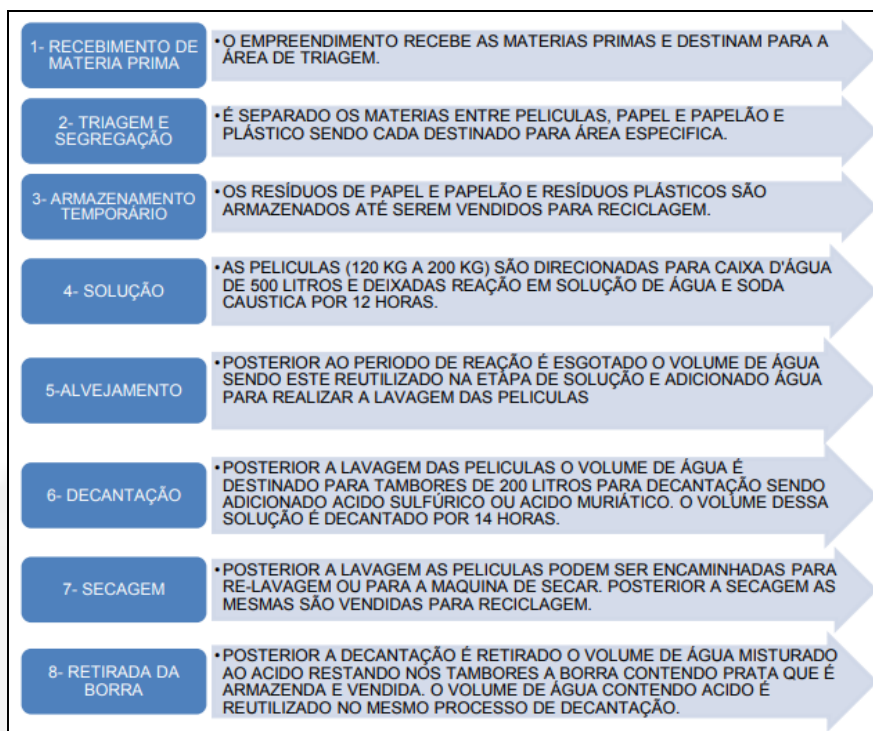 1- RECEBIMENTO DE
MATERIA PRIMA
•O EMPREENDIMENTO RECEBE AS MATERIAS PRIMAS E DESTINAM PARA A
ÁREA DE TRIAGEM.
2- TRIAGEM E
SEGREGAÇÃO
•É SEPARADO OS MATERIAS ENTRE PELICULAS, PAPEL E PAPELÃO E
PLÁSTICO SENDO CADA DESTINADO PARA ÁREA ESPECIFICA.
3- ARMAZENAMENTO
TEMPORÁRIO
•OS RESÍDUOS DE PAPEL E PAPELÃO E RESÍDUOS PLÁSTICOS SÃO
ARMAZENADOS ATÉ SEREM VENDIDOS PARA RECICLAGEM.
4- SOLUÇÃO
•AS PELICULAS (120 KG A 200 KG) SÃO DIRECIONADAS PARA CAIXA D'ÁGUA
DE 500 LITROS E DEIXADAS REAÇÃO EM SOLUÇÃO DE ÁGUA E SODA
CAUSTICA POR 12 HORAS.
5-ALVEJAMENTO
•POSTERIOR AO PERIODO DE REAÇÃO É ESGOTADO O VOLUME DE ÁGUA
SENDO ESTE REUTILIZADO NA ETAPA DE SOLUÇÃO E ADICIONADO ÁGUA
PARA REALIZAR A LAVAGEM DAS PELICULAS
6- DECANTAÇÃO
•POSTERIOR A LAVAGEM DAS PELICULAS O VOLUME DE ÁGUA É
DESTINADO PARA TAMBORES DE 200 LITROS PARA DECANTAÇÃO SENDO
ADICIONADO ACIDO SULFÚRICO OU ACIDO MURIÁTICO. O VOLUME DESSA
SOLUÇÃO É DECANTADO POR 14 HORAS.
7- SECAGEM
•POSTERIOR A LAVAGEM AS PELICULAS PODEM SER ENCAMINHADAS PARA
RE-LAVAGEM OU PARA A MAQUINA DE SECAR. POSTERIOR A SECAGEM AS
MESMAS SÃO VENDIDAS PARA RECICLAGEM.
8- RETIRADA DA
BORRA
•POSTERIOR A DECANTAÇÃO É RETIRADO O VOLUME DE ÁGUA MISTURADO
AO ACIDO RESTANDO NOS TAMBORES A BORRA CONTENDO PRATA QUE É
ARMAZENDA E VENDIDA. O VOLUME DE ÁGUA CONTENDO ACIDO É
REUTILIZADO NO MESMO PROCESSO DE DECANTAÇÃO.